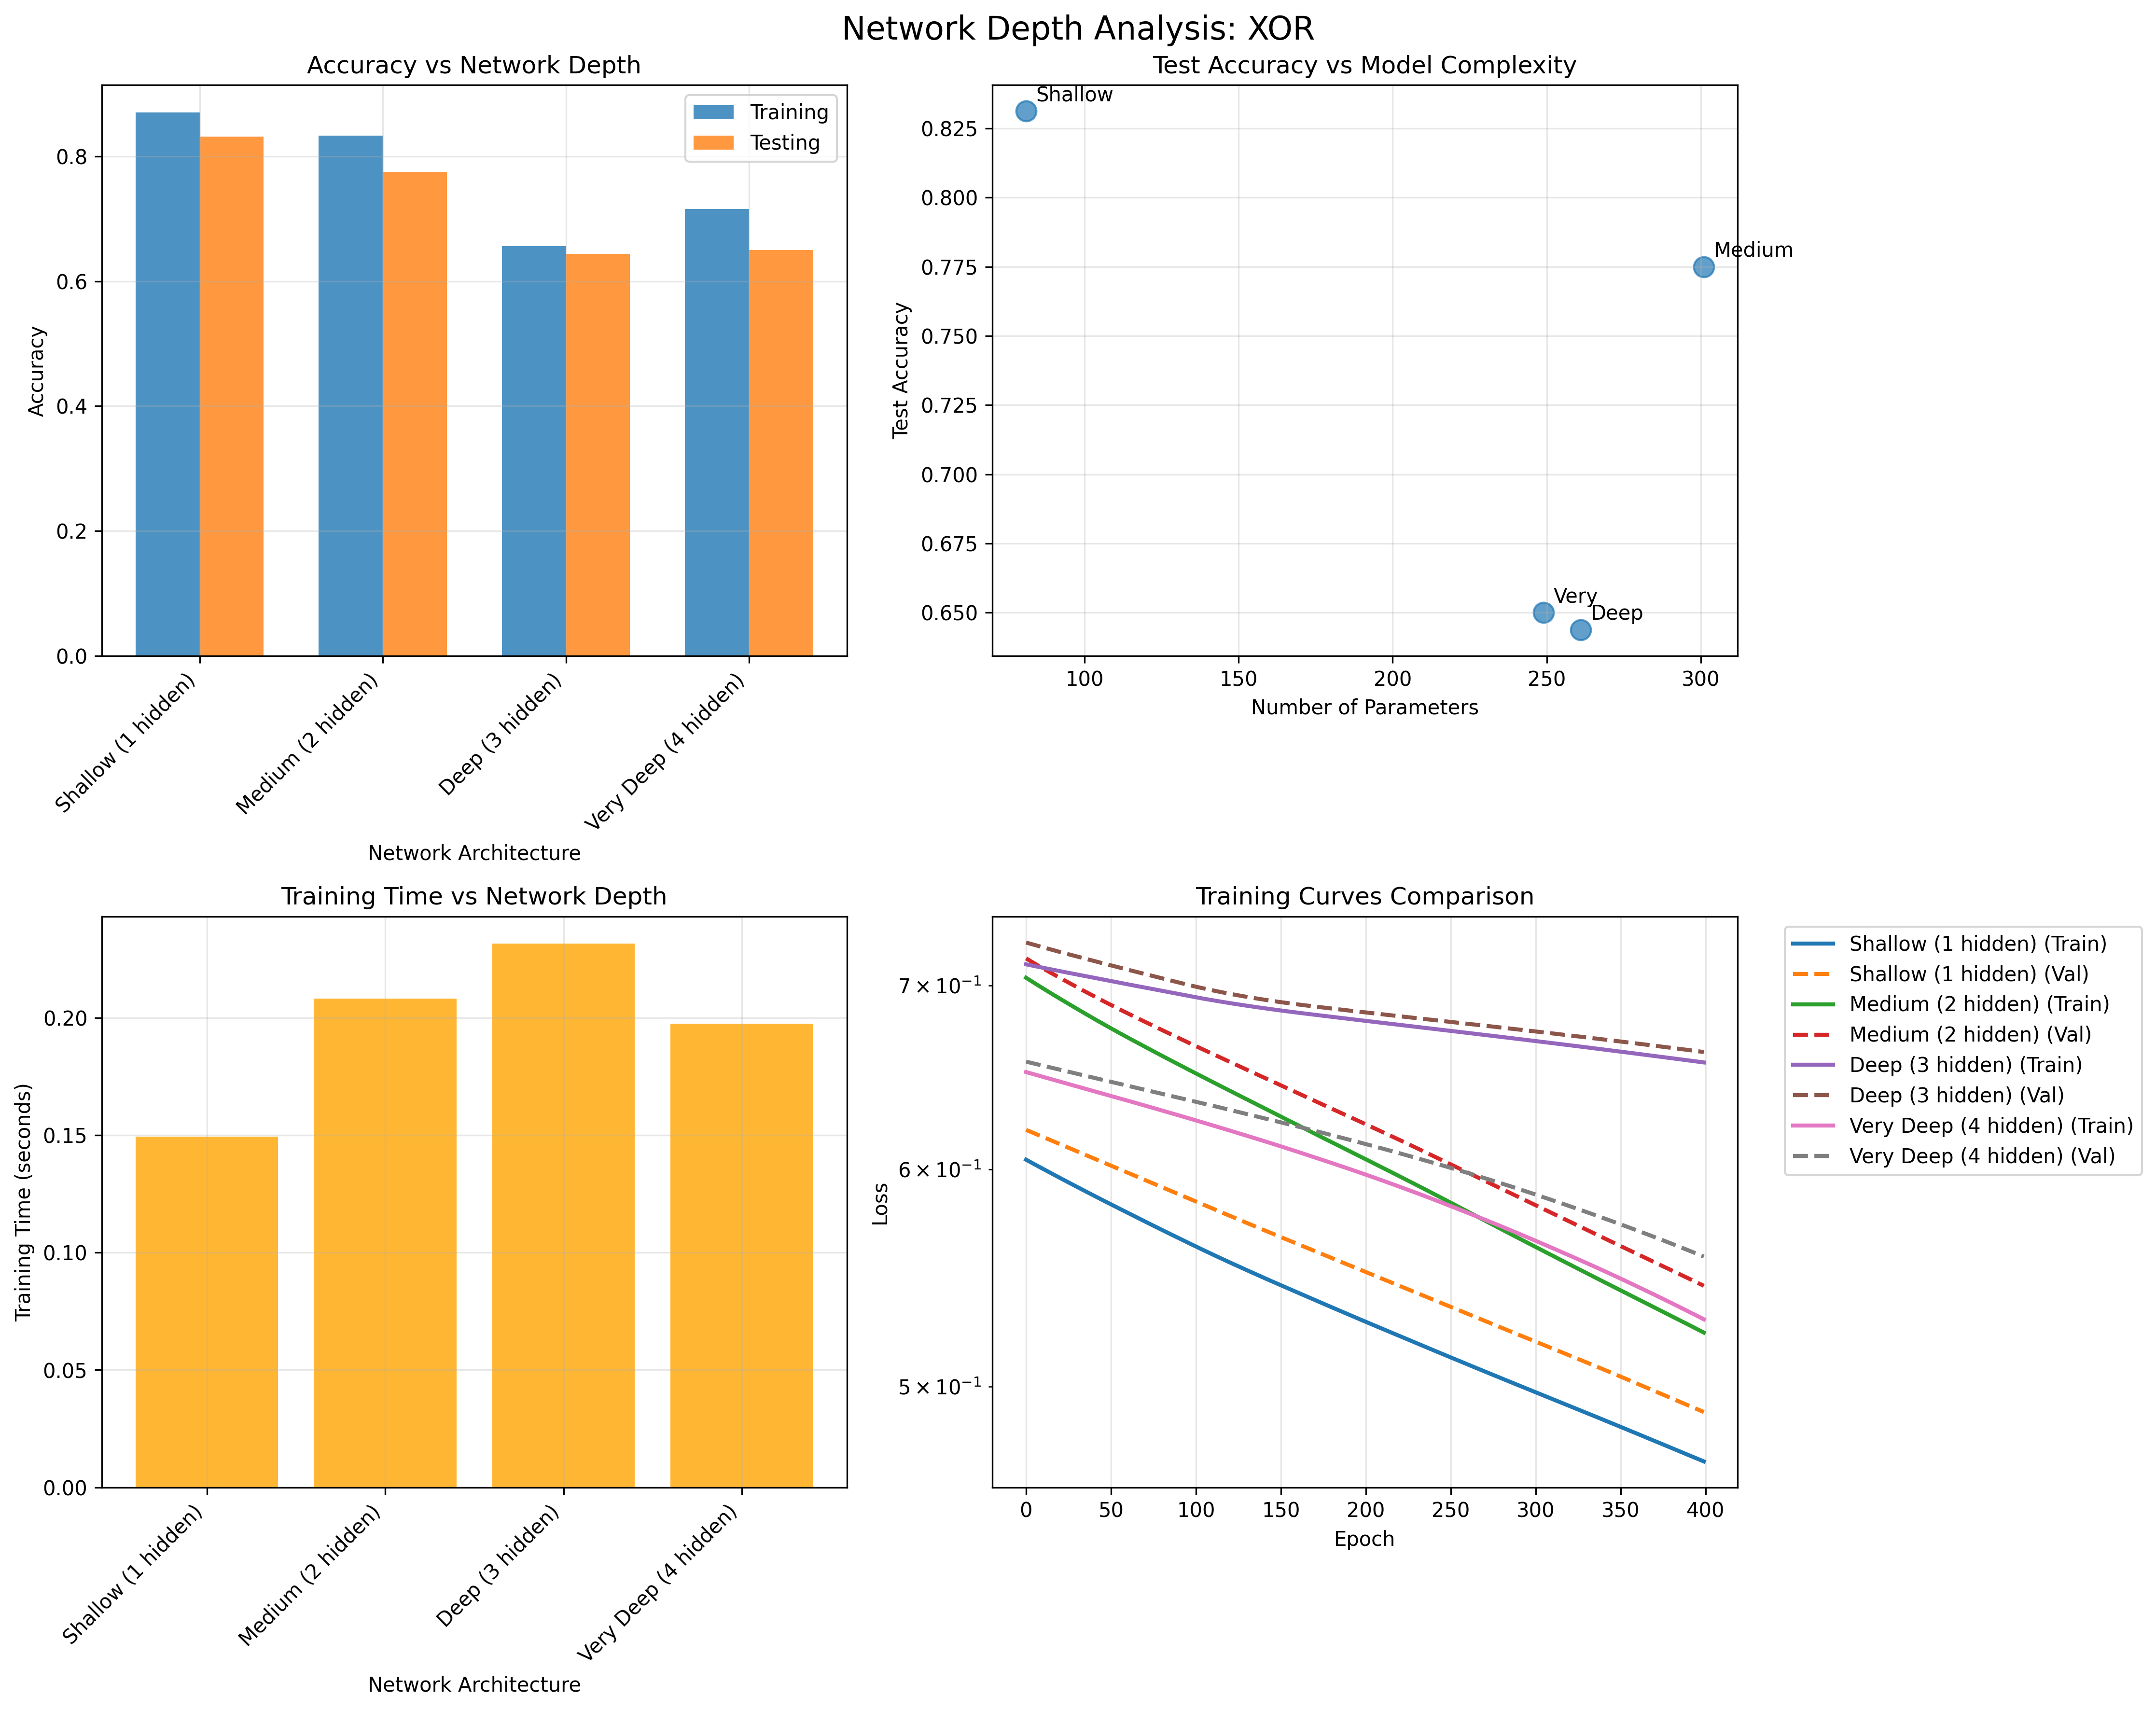 Network Depth Analysis: XOR
Accuracy vs Network Depth
Accuracy
0.8
0.6
0.4
0.2
0.0
Training
Testing
Shallow (1 hidden)
Medium (2 hidden)
Deep (3 hidden)
Very Deep (4 hidden)
Network Architecture
Test Accuracy vs Model Complexity
Test Accuracy
0.825
0.800
0.775
0.750
0.725
0.700
0.675
0.650
Shallow
Medium
Very
Deep
100 150 200 250 300
Number of Parameters
Training Time vs Network Depth
Training Time (seconds)
0.20
0.15
0.10
0.05
0.00
Shallow (1 hidden)
Medium (2 hidden)
Deep (3 hidden)
Very Deep (4 hidden)
Network Architecture
Training Curves Comparison
Loss
7 × 10⁻¹
6 × 10⁻¹
5 × 10⁻¹
0 50 100 150 200 250 300 350 400
Epoch
Shallow (1 hidden) (Train)
Shallow (1 hidden) (Val)
Medium (2 hidden) (Train)
Medium (2 hidden) (Val)
Deep (3 hidden) (Train)
Deep (3 hidden) (Val)
Very Deep (4 hidden) (Train)
Very Deep (4 hidden) (Val)